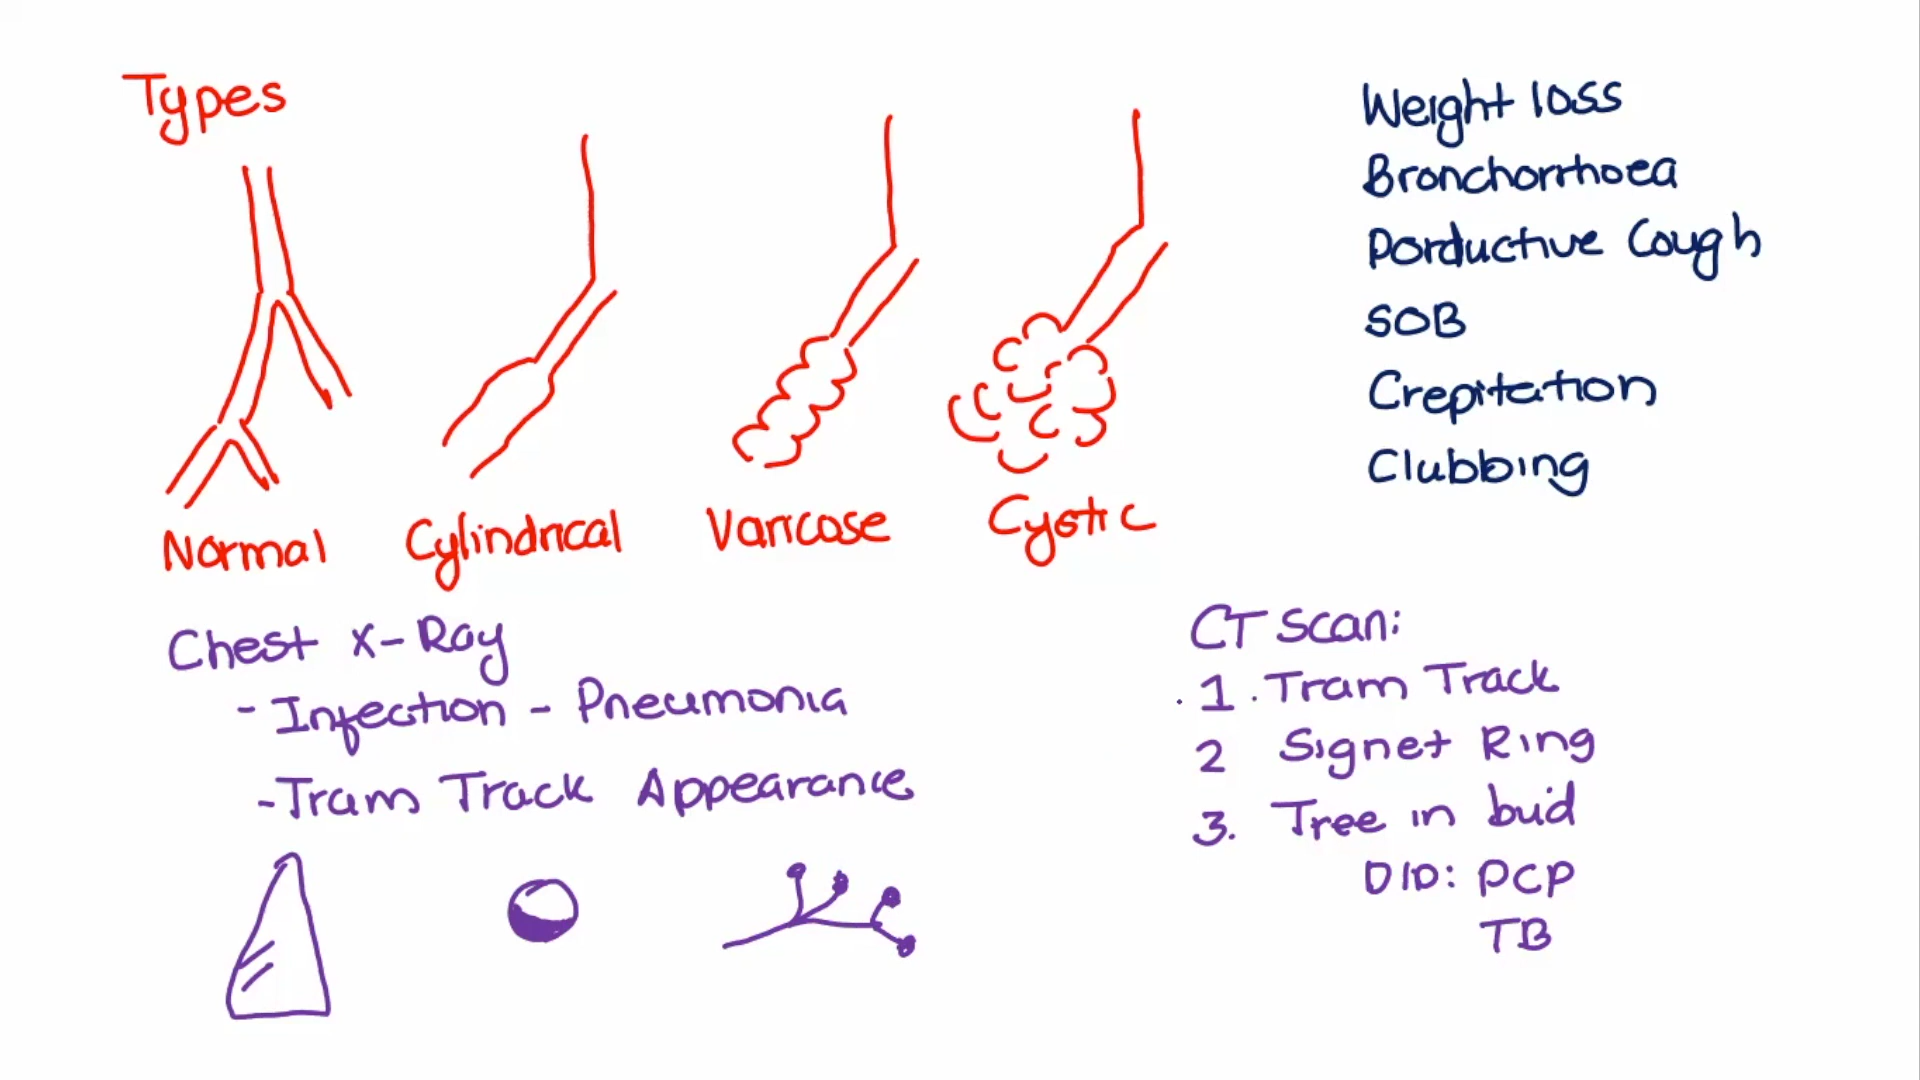 Types
Normal
Cylindrical
Varicose
Cystic
Weight loss
Bronchorrhoea
Porductive Cough
SOB
Crepitation
Clubbing
Chest X-Ray
- Infection - Pneumonia
- Tram Track Appearance
CT Scan:
1. Tram Track
2 Signet Ring
3. Tree in bud
D/D: PCP
TB